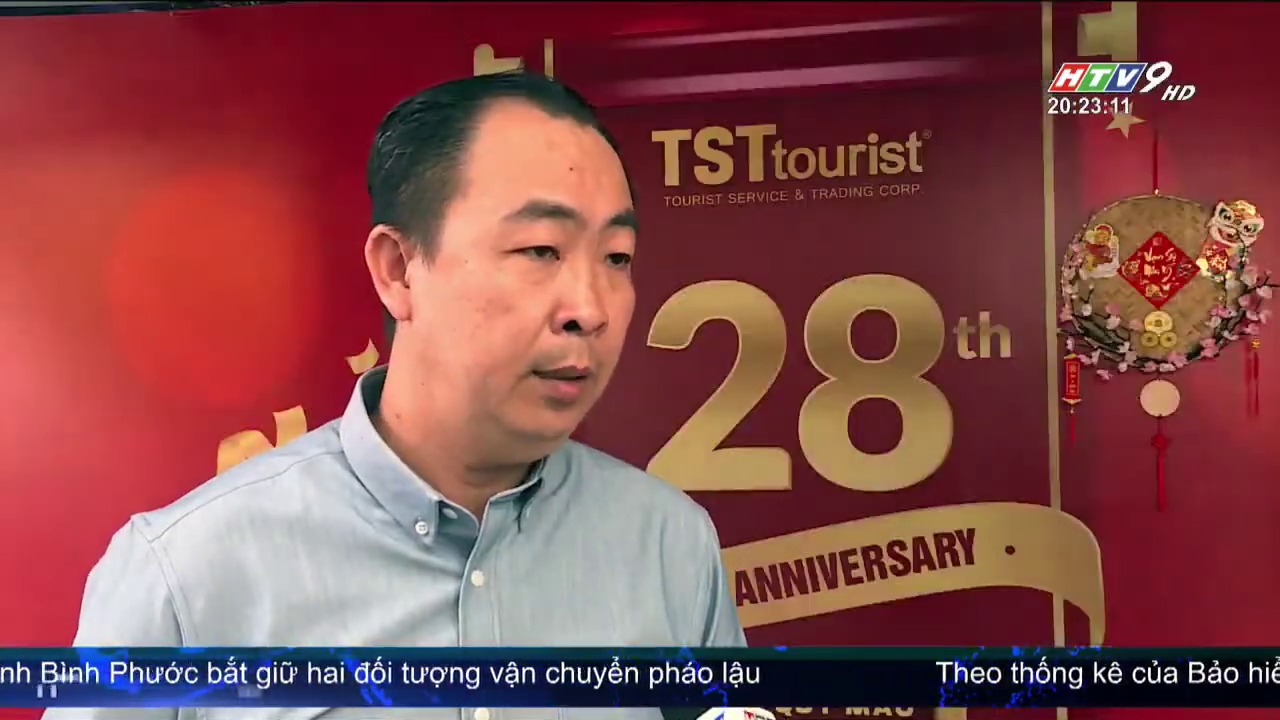 HTV9 HD
20:23:11
TSTtourist®
TOURIST SERVICE & TRADING CORP.
28th
ANNIVERSARY
nh Bình Phước bắt giữ hai đối tượng vận chuyển pháo lậu
Theo thống kê của Bảo hiể